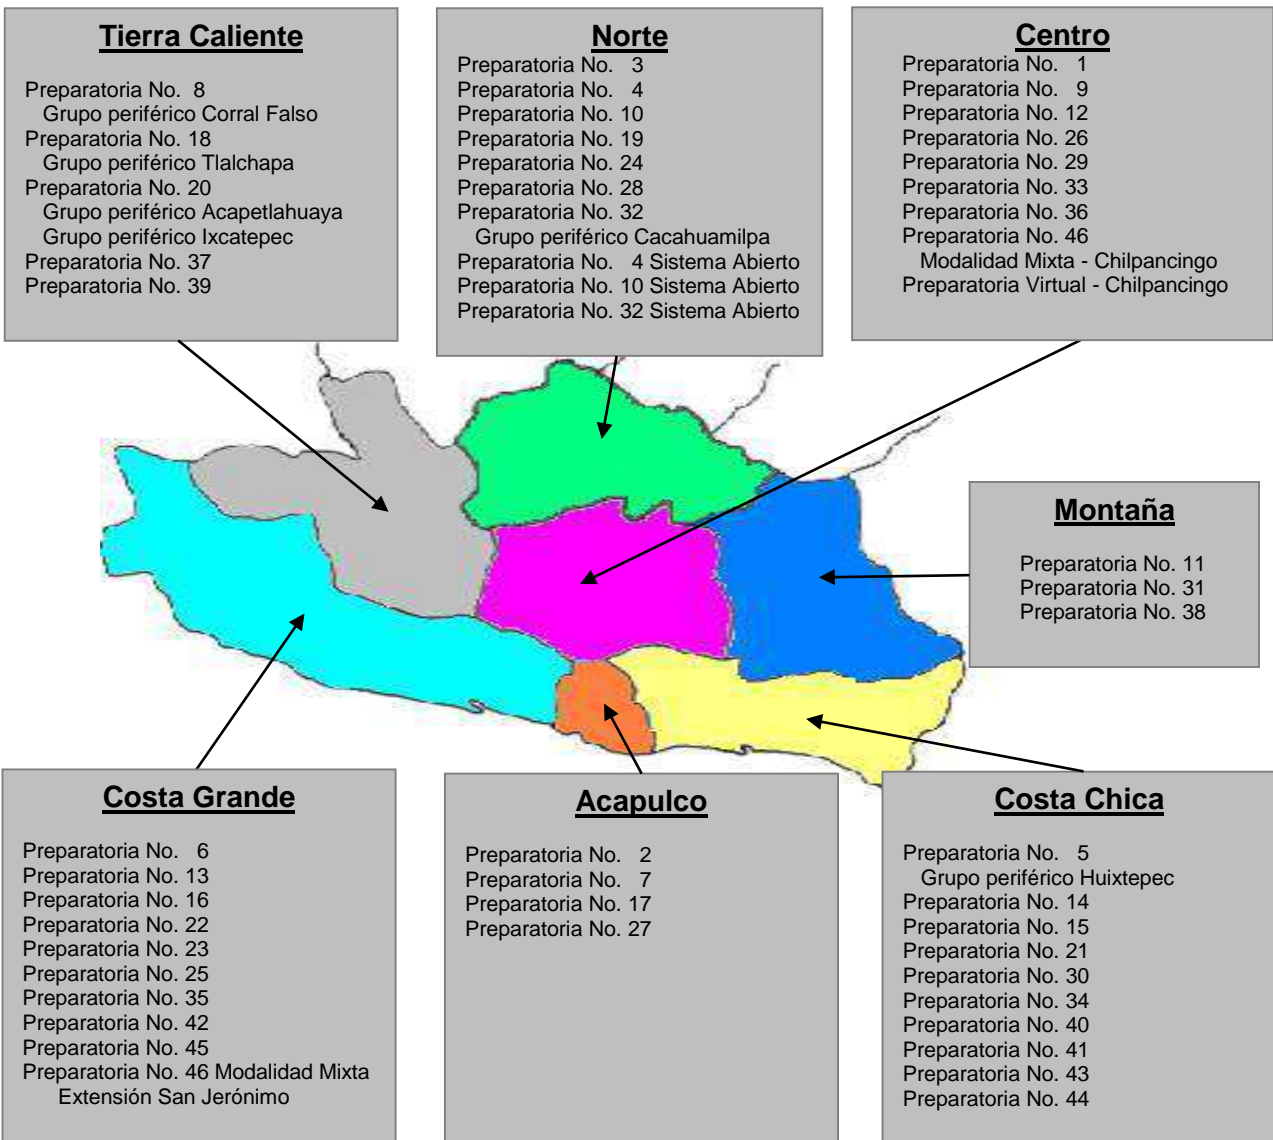 Tierra Caliente
Preparatoria No. 8
Grupo periférico Corral Falso
Preparatoria No. 18
Grupo periférico Tlalchapa
Preparatoria No. 20
Grupo periférico Acapetlahuaya
Grupo periférico Ixcatepec
Preparatoria No. 37
Preparatoria No. 39
Norte
Preparatoria No. 3
Preparatoria No. 4
Preparatoria No. 10
Preparatoria No. 19
Preparatoria No. 24
Preparatoria No. 28
Preparatoria No. 32
Grupo periférico Cacahuamilpa
Preparatoria No. 4 Sistema Abierto
Preparatoria No. 10 Sistema Abierto
Preparatoria No. 32 Sistema Abierto
Centro
Preparatoria No. 1
Preparatoria No. 9
Preparatoria No. 12
Preparatoria No. 26
Preparatoria No. 29
Preparatoria No. 33
Preparatoria No. 36
Preparatoria No. 46
Modalidad Mixta - Chilpancingo
Preparatoria Virtual - Chilpancingo
Montaña
Preparatoria No. 11
Preparatoria No. 31
Preparatoria No. 38
Costa Grande
Preparatoria No. 6
Preparatoria No. 13
Preparatoria No. 16
Preparatoria No. 22
Preparatoria No. 23
Preparatoria No. 25
Preparatoria No. 35
Preparatoria No. 42
Preparatoria No. 45
Preparatoria No. 46 Modalidad Mixta
Extensión San Jerónimo
Acapulco
Preparatoria No. 2
Preparatoria No. 7
Preparatoria No. 17
Preparatoria No. 27
Costa Chica
Preparatoria No. 5
Grupo periférico Huixtepec
Preparatoria No. 14
Preparatoria No. 15
Preparatoria No. 21
Preparatoria No. 30
Preparatoria No. 34
Preparatoria No. 40
Preparatoria No. 41
Preparatoria No. 43
Preparatoria No. 44